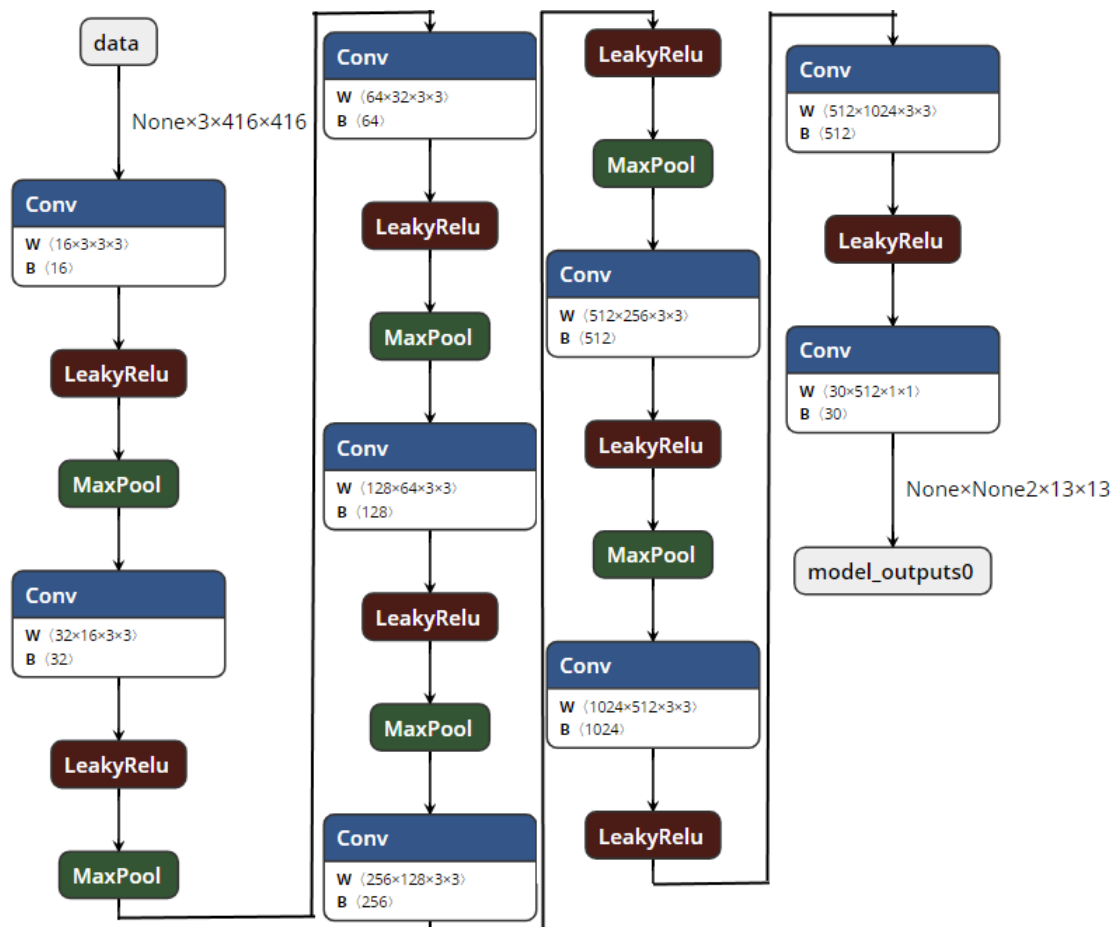 data
None×3×416×416
Conv
W ⟨16×3×3×3⟩
B ⟨16⟩
LeakyRelu
MaxPool
Conv
W ⟨32×16×3×3⟩
B ⟨32⟩
LeakyRelu
MaxPool
Conv
W ⟨64×32×3×3⟩
B ⟨64⟩
LeakyRelu
MaxPool
Conv
W ⟨128×64×3×3⟩
B ⟨128⟩
LeakyRelu
MaxPool
Conv
W ⟨256×128×3×3⟩
B ⟨256⟩
LeakyRelu
MaxPool
Conv
W ⟨512×256×3×3⟩
B ⟨512⟩
LeakyRelu
MaxPool
Conv
W ⟨1024×512×3×3⟩
B ⟨1024⟩
LeakyRelu
Conv
W ⟨512×1024×3×3⟩
B ⟨512⟩
LeakyRelu
Conv
W ⟨30×512×1×1⟩
B ⟨30⟩
None×None2×13×13
model_outputs0